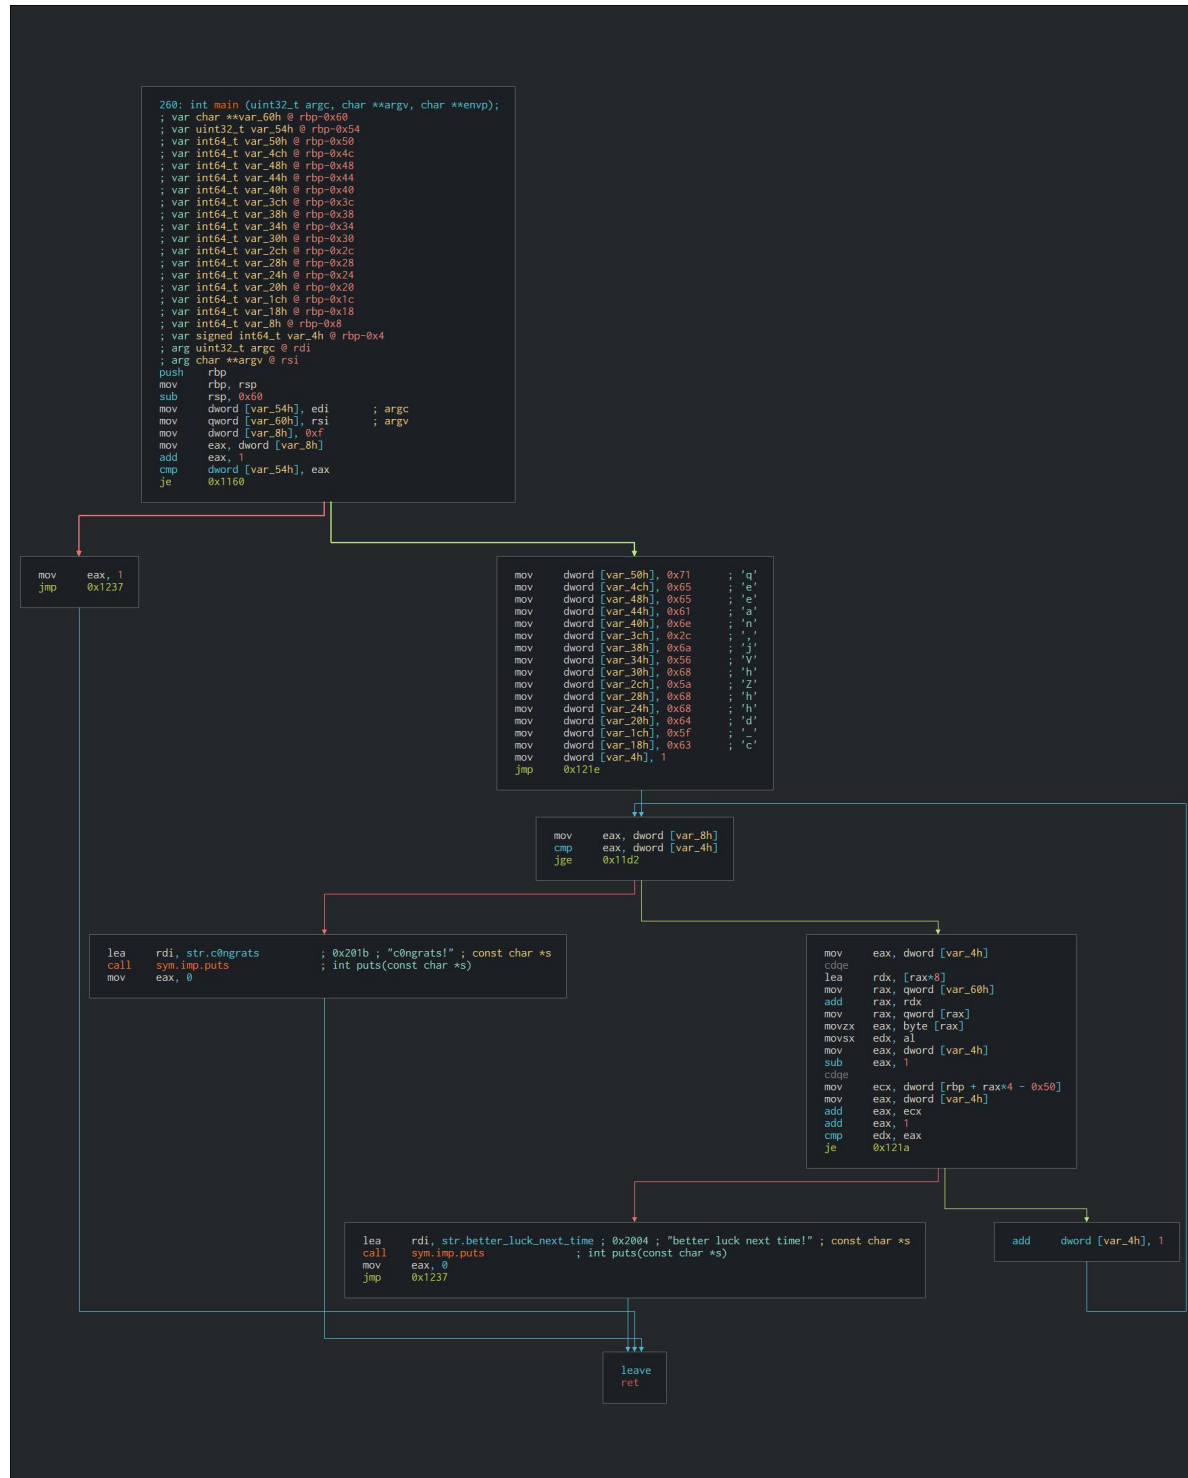 260: int main (uint32_t argc, char **argv, char **envp);
; var char **var_60h @ rbp-0x60
; var uint32_t var_54h @ rbp-0x54
; var int64_t var_50h @ rbp-0x50
; var int64_t var_4ch @ rbp-0x4c
; var int64_t var_48h @ rbp-0x48
; var int64_t var_44h @ rbp-0x44
; var int64_t var_40h @ rbp-0x40
; var int64_t var_3ch @ rbp-0x3c
; var int64_t var_38h @ rbp-0x38
; var int64_t var_34h @ rbp-0x34
; var int64_t var_30h @ rbp-0x30
; var int64_t var_2ch @ rbp-0x2c
; var int64_t var_28h @ rbp-0x28
; var int64_t var_24h @ rbp-0x24
; var int64_t var_20h @ rbp-0x20
; var int64_t var_1ch @ rbp-0x1c
; var int64_t var_18h @ rbp-0x18
; var int64_t var_8h @ rbp-0x8
; var signed int64_t var_4h @ rbp-0x4
; arg uint32_t argc @ rdi
; arg char **argv @ rsi
push rbp
mov rbp, rsp
sub rsp, 0x60
mov dword [var_54h], edi ; argc
mov qword [var_60h], rsi ; argv
mov dword [var_8h], 0xf
mov eax, dword [var_8h]
add eax, 1
cmp dword [var_54h], eax
je 0x1160
mov eax, 1
jmp 0x1237
mov dword [var_50h], 0x71 ; 'q'
mov dword [var_4ch], 0x65 ; 'e'
mov dword [var_48h], 0x65 ; 'e'
mov dword [var_44h], 0x61 ; 'a'
mov dword [var_40h], 0x6e ; 'n'
mov dword [var_3ch], 0x2c ; ','
mov dword [var_38h], 0x6a ; 'j'
mov dword [var_34h], 0x56 ; 'V'
mov dword [var_30h], 0x68 ; 'h'
mov dword [var_2ch], 0x5a ; 'Z'
mov dword [var_28h], 0x68 ; 'h'
mov dword [var_24h], 0x68 ; 'h'
mov dword [var_20h], 0x64 ; 'd'
mov dword [var_1ch], 0x5f ; '_'
mov dword [var_18h], 0x63 ; 'c'
mov dword [var_4h], 1
jmp 0x121e
mov eax, dword [var_8h]
cmp eax, dword [var_4h]
jge 0x11d2
lea rdi, str.c0ngrats ; 0x201b ; "c0ngrats!" ; const char *s
call sym.imp.puts ; int puts(const char *s)
mov eax, 0
mov eax, dword [var_4h]
cdqe
lea rdx, [rax*8]
mov rax, qword [var_60h]
add rax, rdx
mov rax, qword [rax]
movzx eax, byte [rax]
movsx edx, al
mov eax, dword [var_4h]
sub eax, 1
cdqe
mov ecx, dword [rbp + rax*4 - 0x50]
mov eax, dword [var_4h]
add eax, ecx
add eax, 1
cmp edx, eax
je 0x121a
lea rdi, str.better_luck_next_time ; 0x2004 ; "better luck next time!" ; const char *s
call sym.imp.puts ; int puts(const char *s)
mov eax, 0
jmp 0x1237
add dword [var_4h], 1
leave
ret